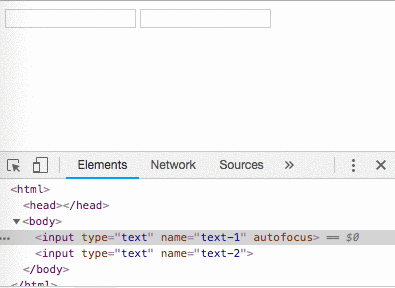 Elements Network Sources »
<html>
<head></head>
▼<body>
…<input type="text" name="text-1" autofocus> == $0
<input type="text" name="text-2">
</body>
</html>